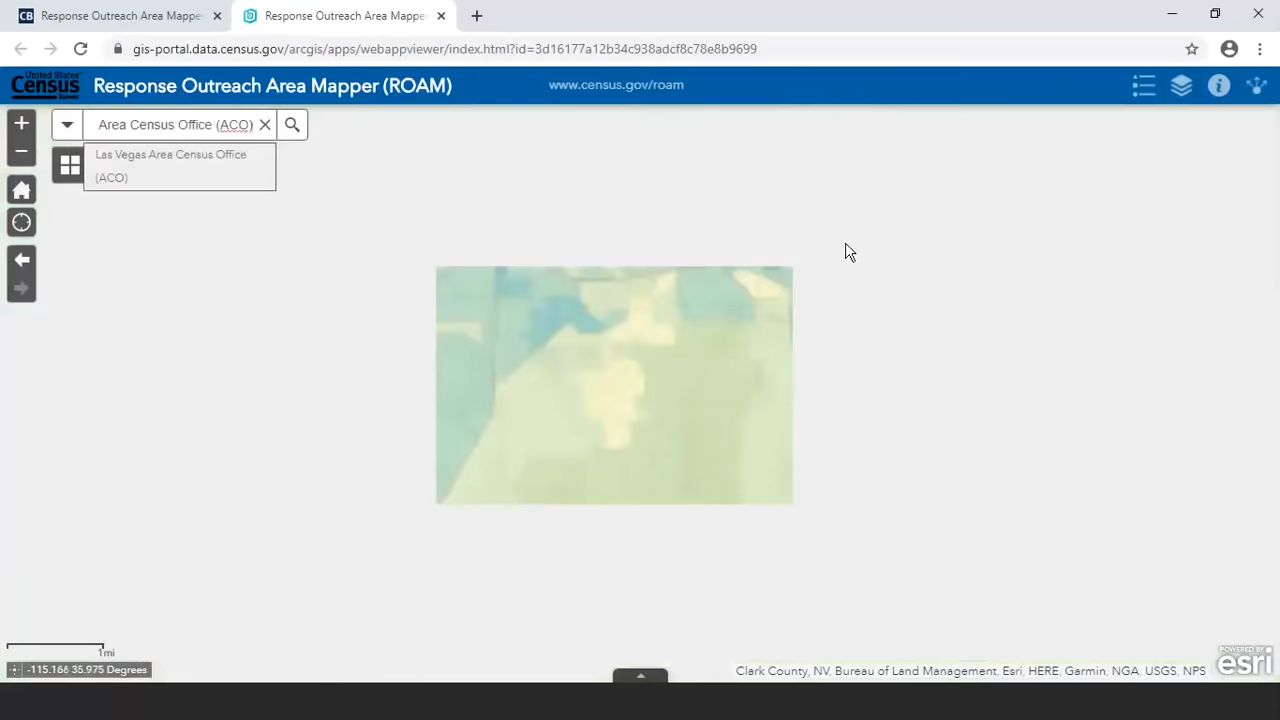 CB Response Outreach Area Mappe
Response Outreach Area Mapper
gis-portal.data.census.gov/arcgis/apps/webappviewer/index.html?id=3d16177a12b34c938adcf8c78e8b9699
United States®
Census
Bureau
Response Outreach Area Mapper (ROAM)
www.census.gov/roam
Area Census Office (ACO)
Las Vegas Area Census Office
(ACO)
1mi
-115.166 35.975 Degrees
Clark County, NV, Bureau of Land Management, Esri, HERE, Garmin, NGA, USGS, NPS
POWERED BY
esri